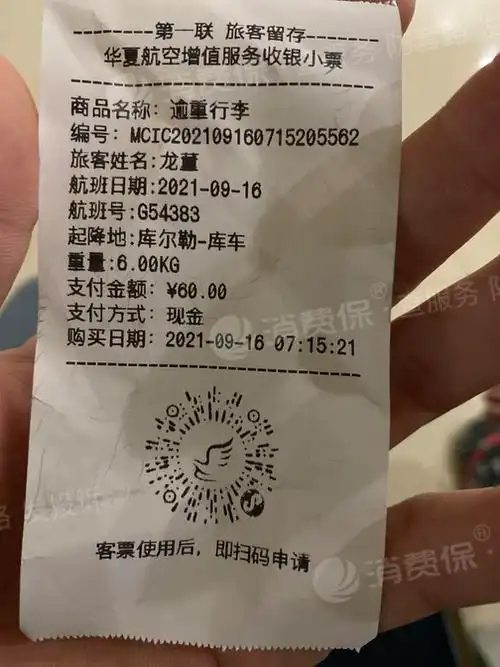 第一联 旅客留存
华夏航空增值服务收银小票
商品名称: 逾重行李
编号: MCIC202109160715205562
旅客姓名:龙董
航班日期:2021-09-16
航班号:G54383
起降地:库尔勒-库车
重量:6.00KG
支付金额: ¥60.00
支付方式: 现金
购买日期: 2021-09-16 07:15:21
客票使用后, 即扫码申请
消费保®
消费保®